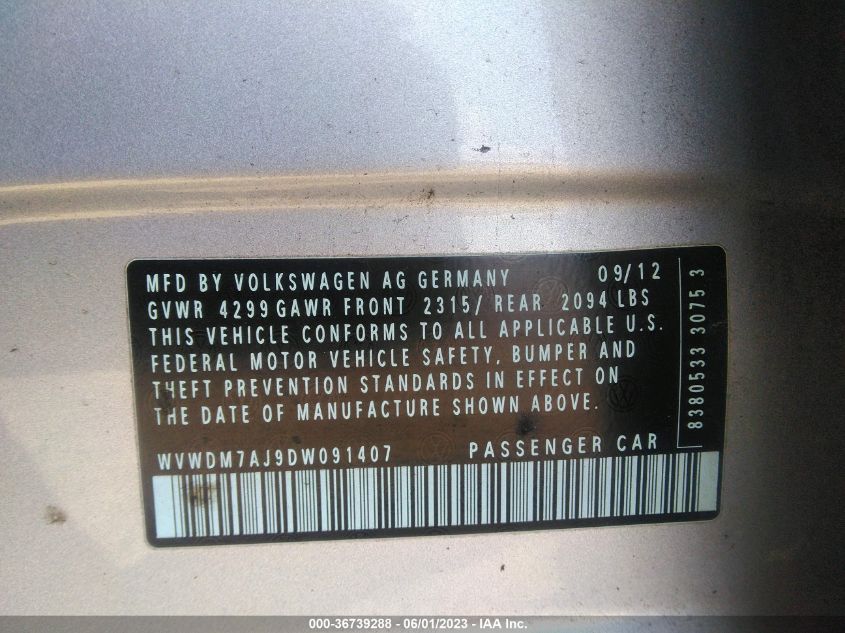 MFD BY VOLKSWAGEN AG GERMANY 09/12
GVWR 4299 GAWR FRONT 2315/ REAR 2094 LBS
THIS VEHICLE CONFORMS TO ALL APPLICABLE U.S.
FEDERAL MOTOR VEHICLE SAFETY, BUMPER AND
THEFT PREVENTION STANDARDS IN EFFECT ON
THE DATE OF MANUFACTURE SHOWN ABOVE.
WVWDM7AJ9DW091407 PASSENGER CAR
8380533 3075 3
000-36739288 - 06/01/2023 - IAA Inc.